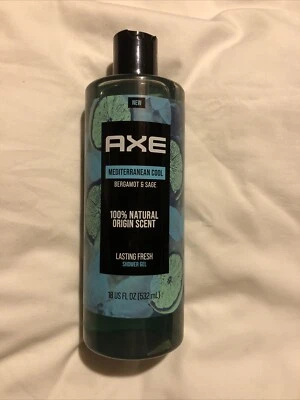 NEW
AXE
MEDITERRANEAN COOL
BERGAMOT & SAGE
100% NATURAL
ORIGIN SCENT
LASTING FRESH
SHOWER GEL
18 US FL OZ (532 mL)